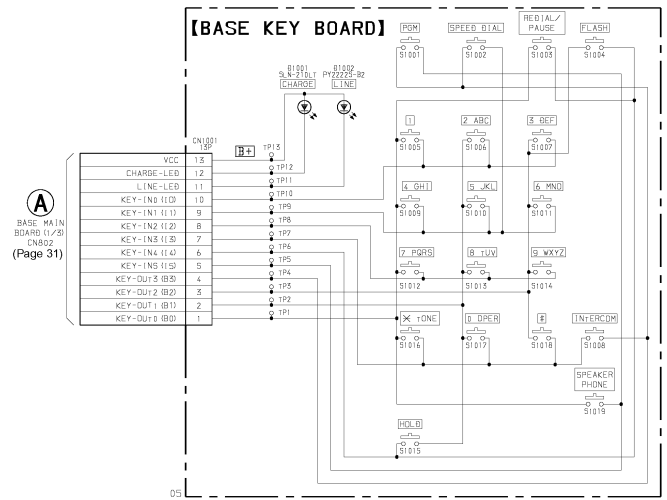 【BASE KEY BOARD】
PGM
SPEED DIAL
REDIAL/
PAUSE
FLASH
S1001
S1002
S1003
S1004
D1001
SLN-210LT
CHARGE
D1002
PY2222S-B2
LINE
1
2 ABC
3 DEF
S1005
S1006
S1007
CN1001
13P
B+
TP13
VCC 13
CHARGE-LED 12 TP12
LINE-LED 11 TP11
KEY-IN0 (L0) 10 TP10
KEY-IN1 (L1) 9 TP9
KEY-IN2 (L2) 8 TP8
KEY-IN3 (L3) 7 TP7
KEY-IN4 (L4) 6 TP6
KEY-IN5 (L5) 5 TP5
KEY-OUT3 (B3) 4 TP4
KEY-OUT2 (B2) 3 TP3
KEY-OUT1 (B1) 2 TP2
KEY-OUT0 (B0) 1 TP1
A
BASE MAIN
BOARD (1/3)
CN802
(Page 31)
4 GHI
5 JKL
6 MNO
S1009
S1010
S1011
7 PQRS
8 TUV
9 WXYZ
S1012
S1013
S1014
* TONE
0 OPER
#
INTERCOM
S1016
S1017
S1018
S1008
SPEAKER
PHONE
S1019
HOLD
S1015
05